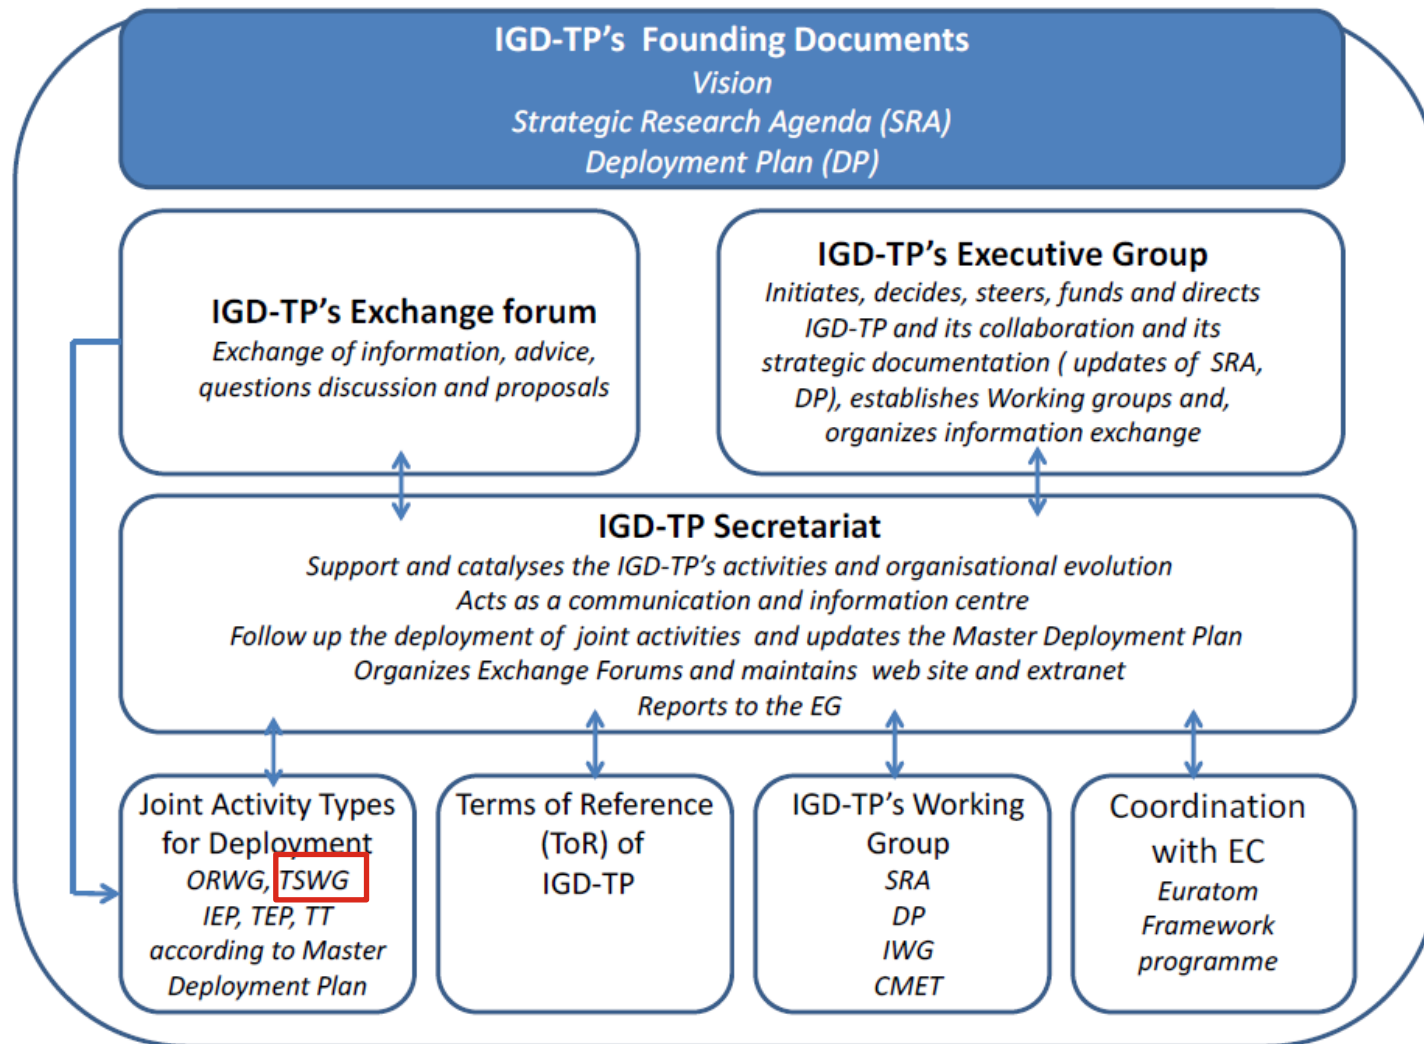 IGD-TP's  Founding Documents
Vision
Strategic Research Agenda (SRA)
Deployment Plan (DP)
IGD-TP's Exchange forum
Exchange of information, advice,
questions discussion and proposals
IGD-TP's Executive Group
Initiates, decides, steers, funds and directs
IGD-TP and its collaboration and its
strategic documentation ( updates of  SRA,
DP), establishes Working groups and,
organizes information exchange
IGD-TP Secretariat
Support and catalyses the IGD-TP's activities and organisational evolution
Acts as a communication and information centre
Follow up the deployment of  joint activities  and updates the Master Deployment Plan
Organizes Exchange Forums and maintains  web site and extranet
Reports to the EG
Joint Activity Types
for Deployment
ORWG, TSWG
IEP, TEP, TT
according to Master
Deployment Plan
Terms of Reference
(ToR) of
IGD-TP
IGD-TP's Working
Group
SRA
DP
IWG
CMET
Coordination
with EC
Euratom
Framework
programme